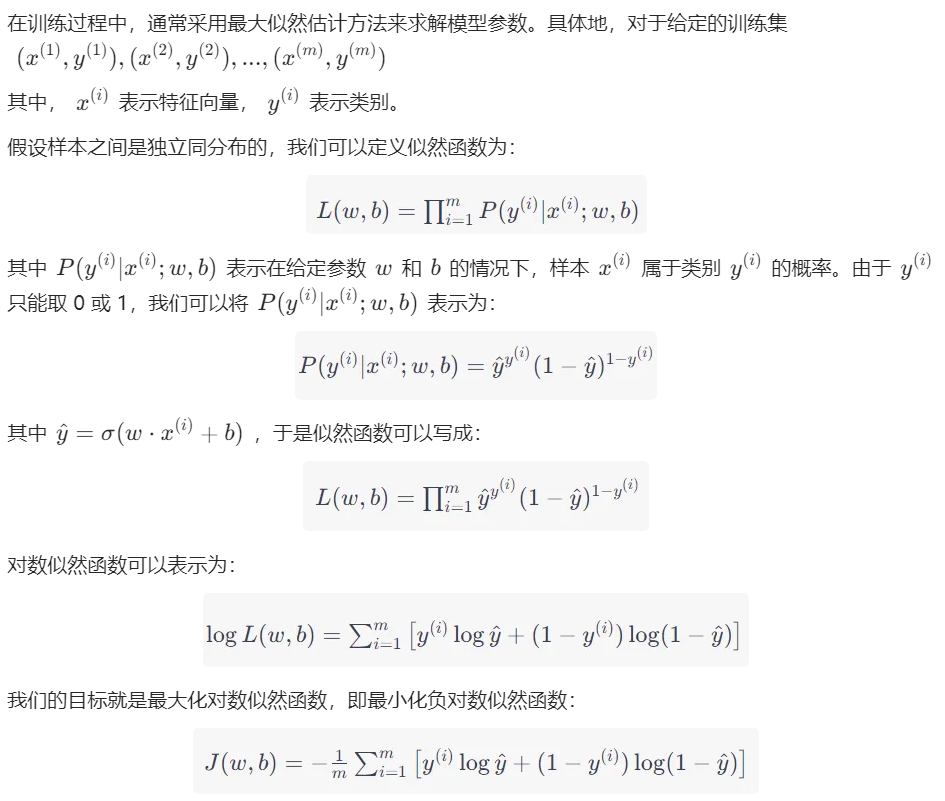 在训练过程中，通常采用最大似然估计方法来求解模型参数。具体地，对于给定的训练集
$(x^{(1)}, y^{(1)}), (x^{(2)}, y^{(2)}), ..., (x^{(m)}, y^{(m)})$
其中， $x^{(i)}$ 表示特征向量， $y^{(i)}$ 表示类别。
假设样本之间是独立同分布的，我们可以定义似然函数为：
$L(w, b) = \prod_{i=1}^{m} P(y^{(i)}|x^{(i)}; w, b)$
其中 $P(y^{(i)}|x^{(i)}; w, b)$ 表示在给定参数 $w$ 和 $b$ 的情况下，样本 $x^{(i)}$ 属于类别 $y^{(i)}$ 的概率。由于 $y^{(i)}$
只能取 0 或 1，我们可以将 $P(y^{(i)}|x^{(i)}; w, b)$ 表示为：
$P(y^{(i)}|x^{(i)}; w, b) = \hat{y}^{y^{(i)}} (1 - \hat{y})^{1-y^{(i)}}$
其中 $\hat{y} = \sigma(w \cdot x^{(i)} + b)$ ，于是似然函数可以写成：
$L(w, b) = \prod_{i=1}^{m} \hat{y}^{y^{(i)}} (1 - \hat{y})^{1-y^{(i)}}$
对数似然函数可以表示为：
$\log L(w, b) = \sum_{i=1}^{m} [y^{(i)} \log \hat{y} + (1 - y^{(i)}) \log(1 - \hat{y})]$
我们的目标就是最大化对数似然函数，即最小化负对数似然函数：
$J(w, b) = -\frac{1}{m} \sum_{i=1}^{m} [y^{(i)} \log \hat{y} + (1 - y^{(i)}) \log(1 - \hat{y})]$